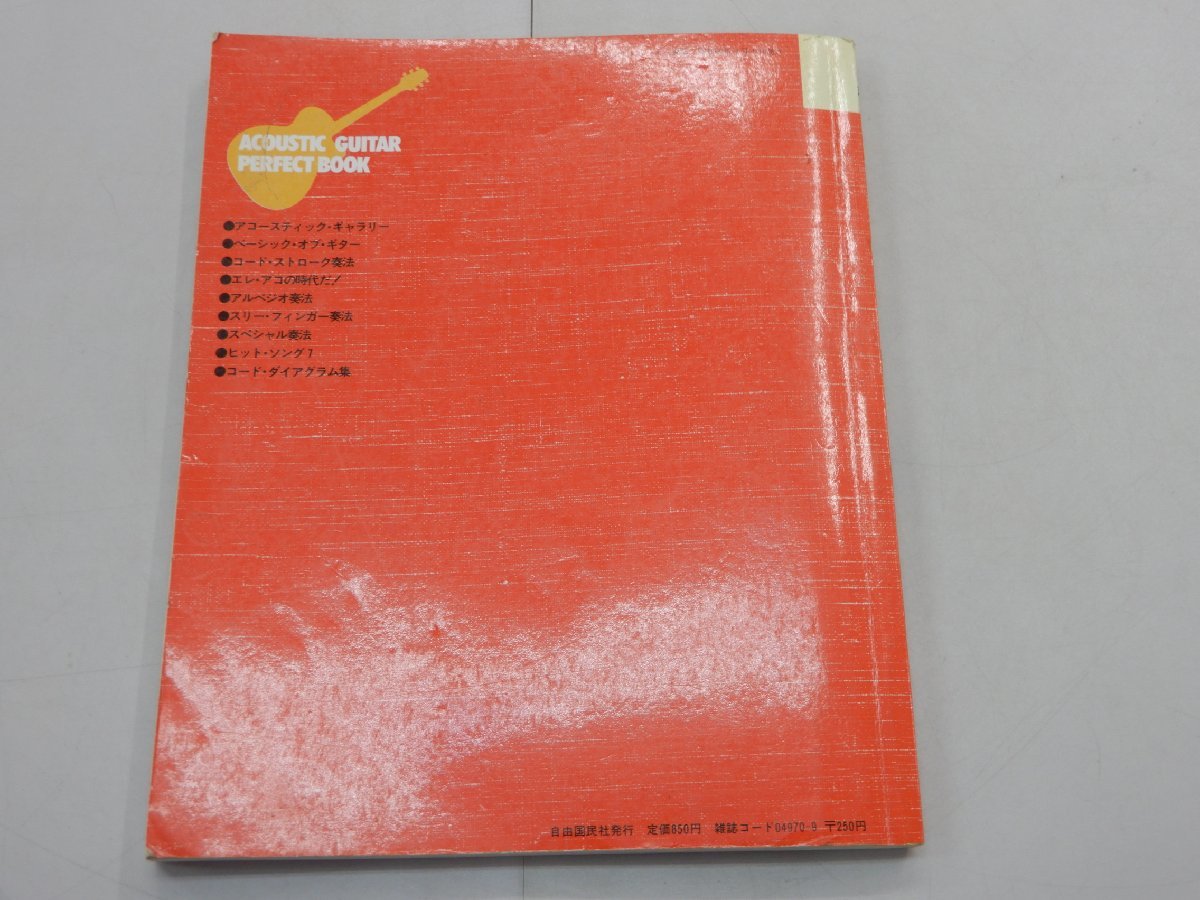 ACOUSTIC GUITAR
PERFECT BOOK
●アコースティック・ギャラリー
●ベーシック・オブ・ギター
●コード・ストローク奏法
●エレ・アコの時代だ!
●アルペジオ奏法
●スリー・フィンガー奏法
●スペシャル奏法
●ヒット・ソング7
●コード・ダイアグラム集
自由国民社発行 定価850円 雑誌コード04970-9 〒250円